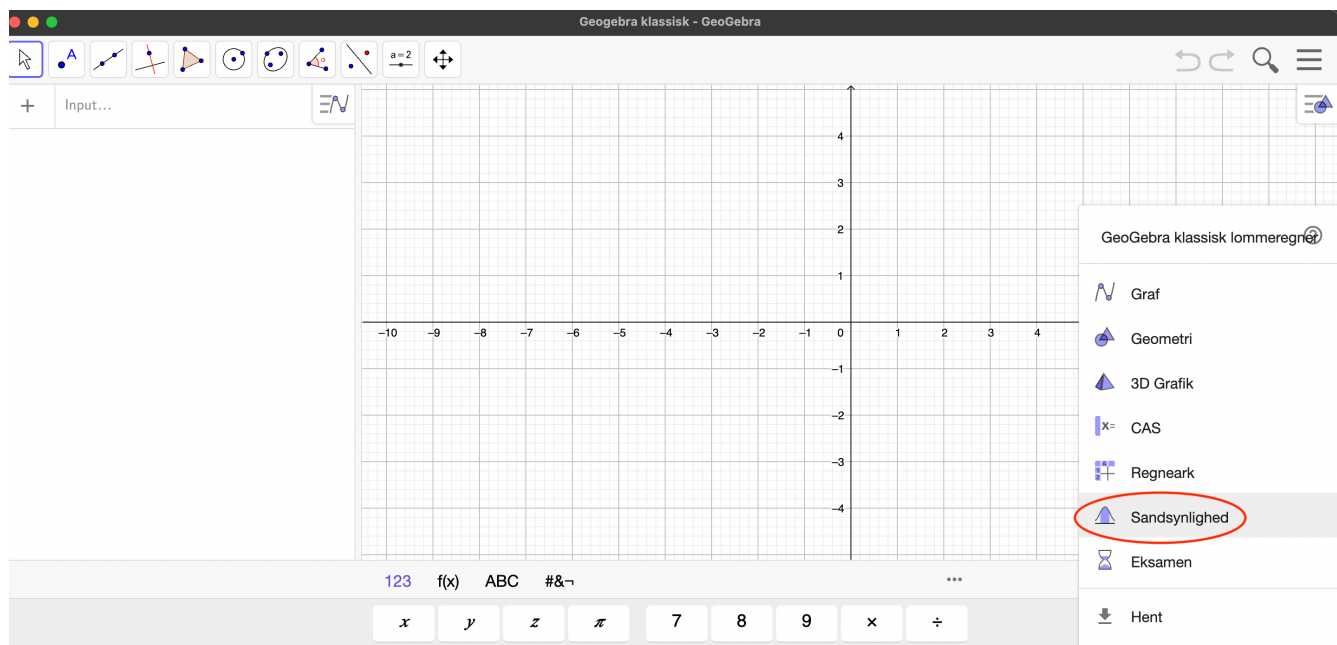 Geogebra klassisk - GeoGebra
A
a=2
Input...
4
3
2
1
–10 –9 –8 –7 –6 –5 –4 –3 –2 –1 0 1 2 3 4
–1
–2
–3
–4
GeoGebra klassisk lommeregner
Graf
Geometri
3D Grafik
x= CAS
Regneark
Sandsynlighed
Eksamen
Hent
123 f(x) ABC #&¬ •••
x y z π 7 8 9 × ÷